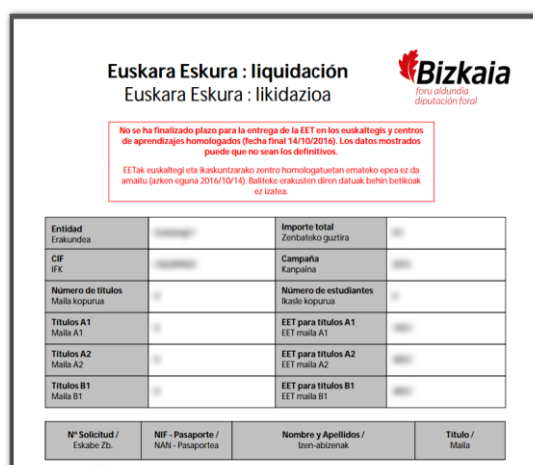 Euskara Eskura : liquidación
Euskara Eskura : likidazioa
Bizkaia
foru aldundia
diputación foral
No se ha finalizado plazo para la entrega de la EET en los euskaltegis y centros
de aprendizajes homologados (fecha final 14/10/2016). Los datos mostrados
puede que no sean los definitivos.
EETak euskaltegi eta ikaskuntzarako zentro homologatuetan emateko epea ez da
amaitu (azken eguna 2016/10/14). Baliteke erakusten diren datuak behin betikoak
ez izatea.
Entidad
Erakundea
Importe total
Zenbateko guztira
CIF
IFK
Campaña
Kanpaina
Número de títulos
Maila kopurua
Número de estudiantes
Ikasle kopurua
Títulos A1
Maila A1
EET para títulos A1
EET maila A1
Títulos A2
Maila A2
EET para títulos A2
EET maila A2
Títulos B1
Maila B1
EET para títulos B1
EET maila B1
Nº Solicitud / NIF - Pasaporte / Nombre y Apellidos / Título /
Eskabe Zb. NAN - Pasaportea Izen-abizenak Maila